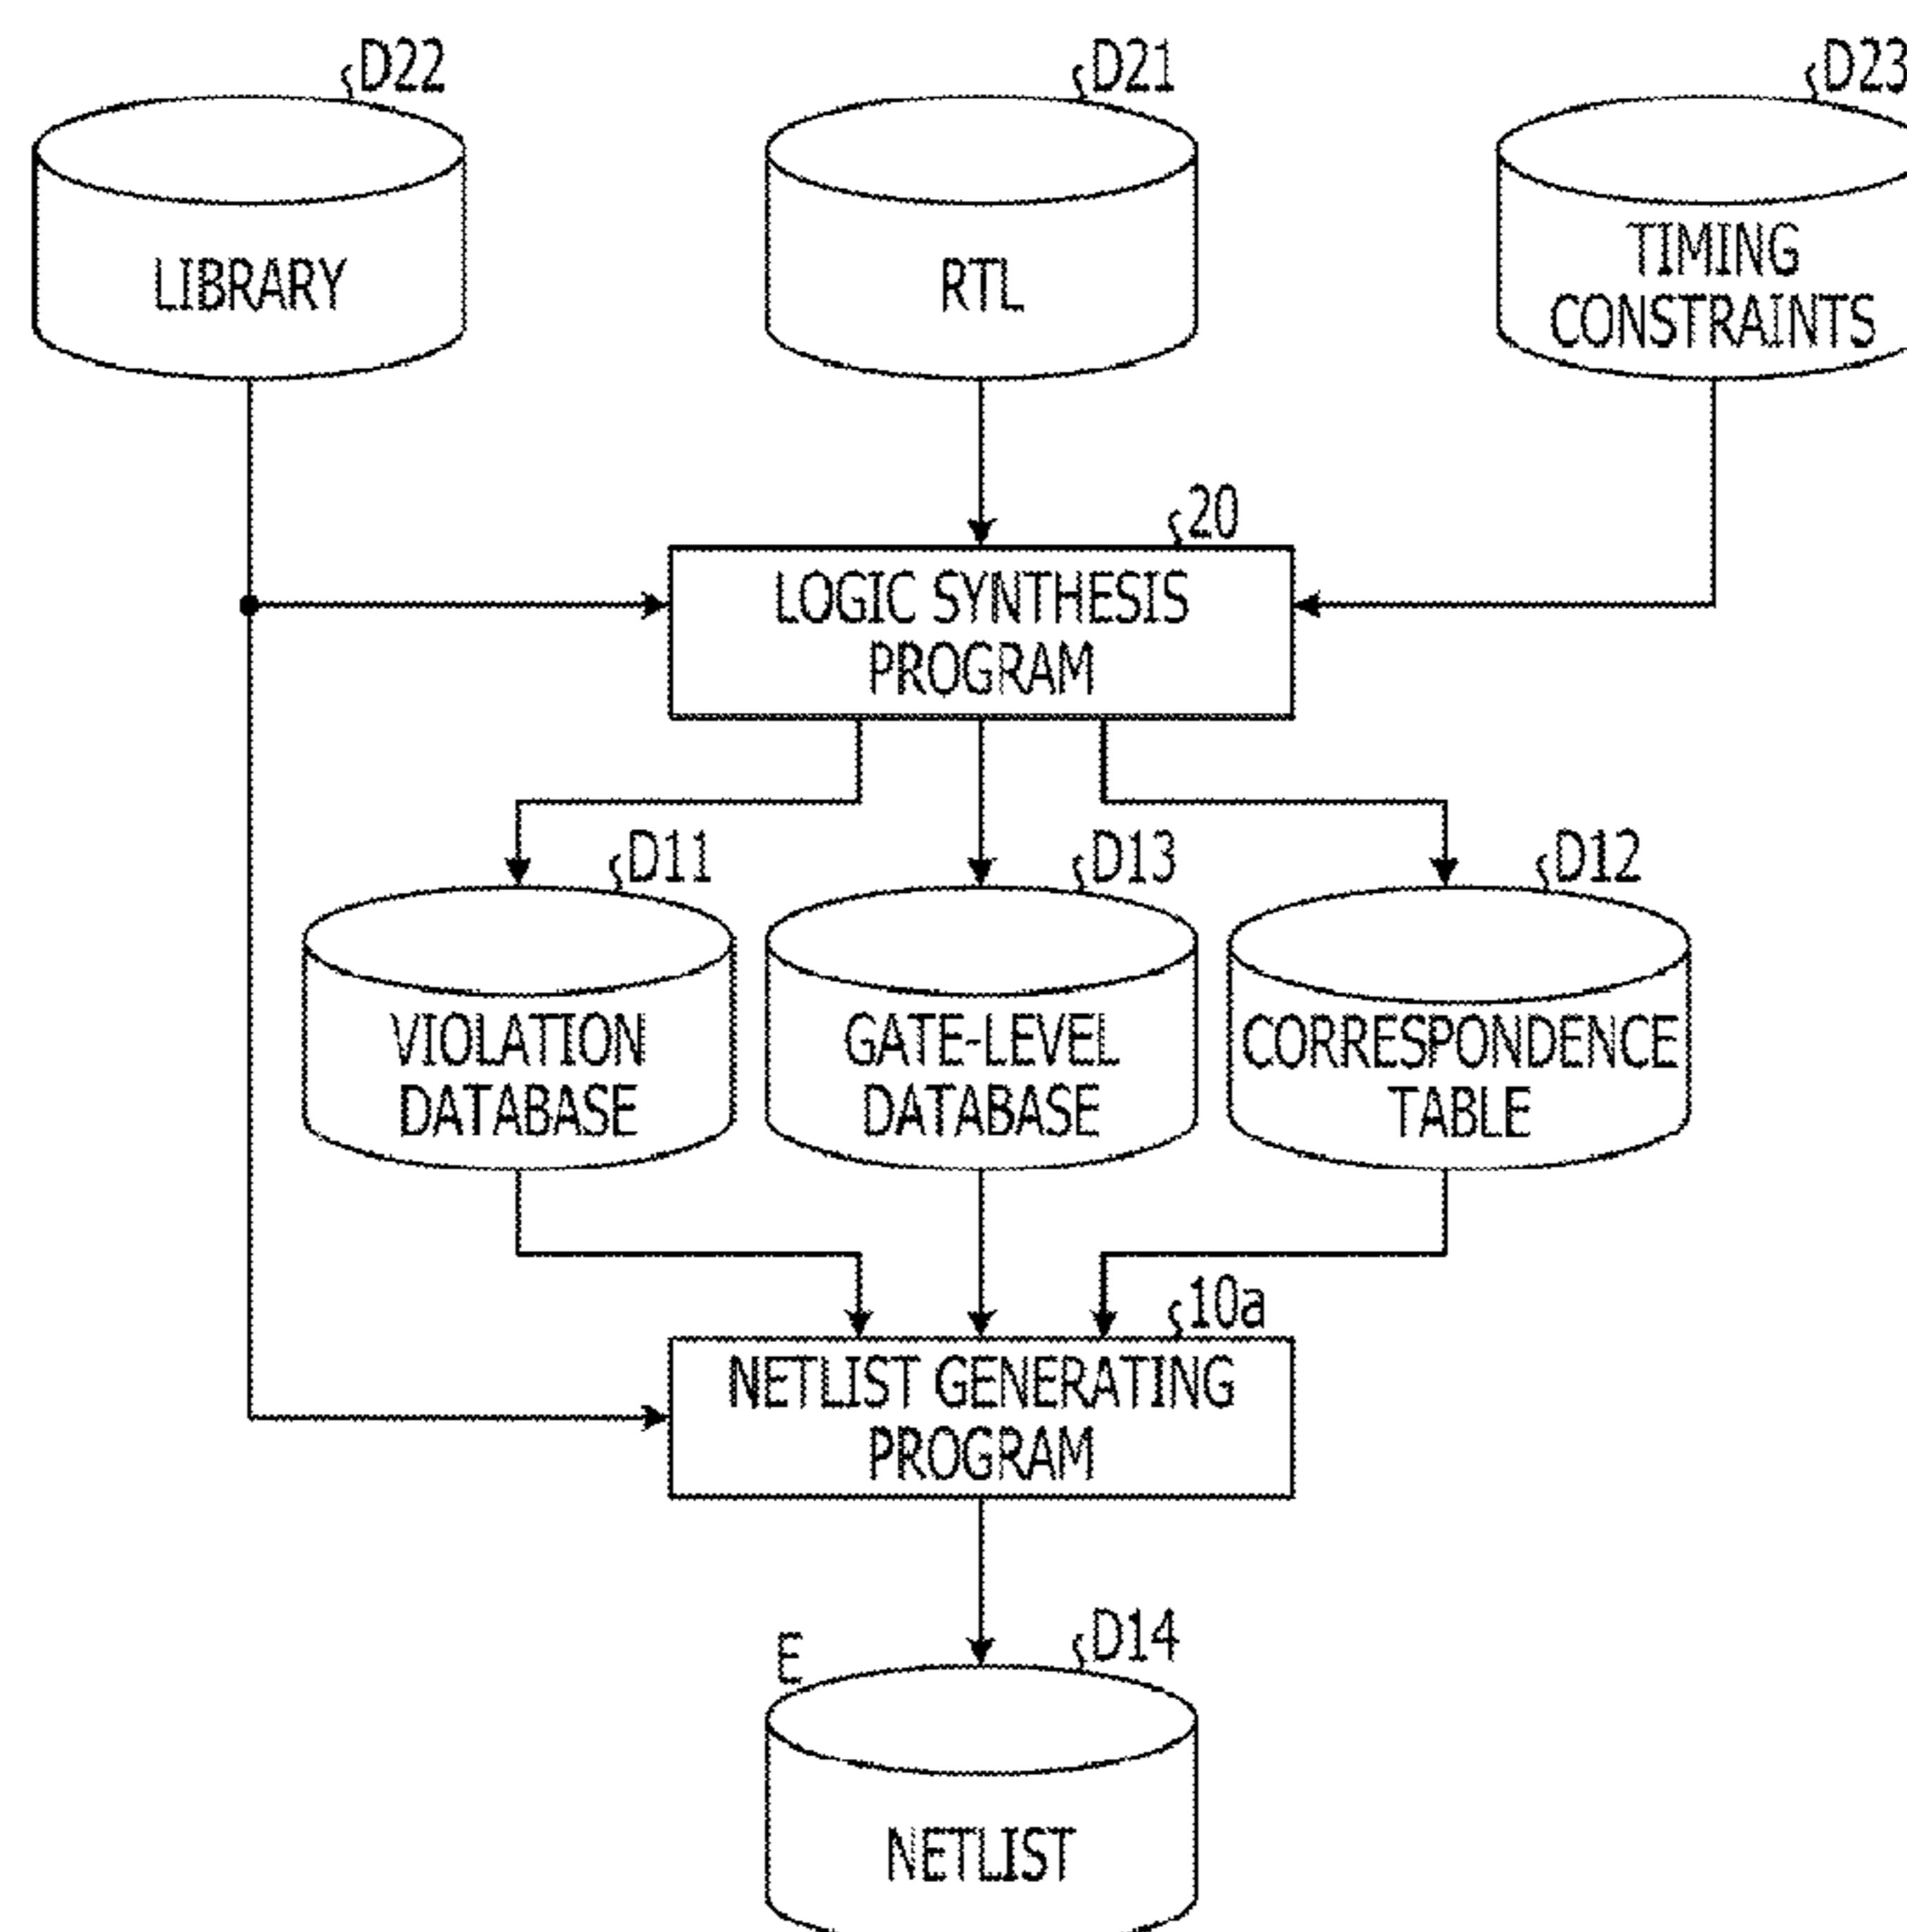 D22
D21
D23
LIBRARY
RTL
TIMING
CONSTRAINTS
20
LOGIC SYNTHESIS
PROGRAM
D11
D13
D12
VIOLATION
DATABASE
GATE-LEVEL
DATABASE
CORRESPONDENCE
TABLE
10a
NETLIST GENERATING
PROGRAM
E
D14
NETLIST